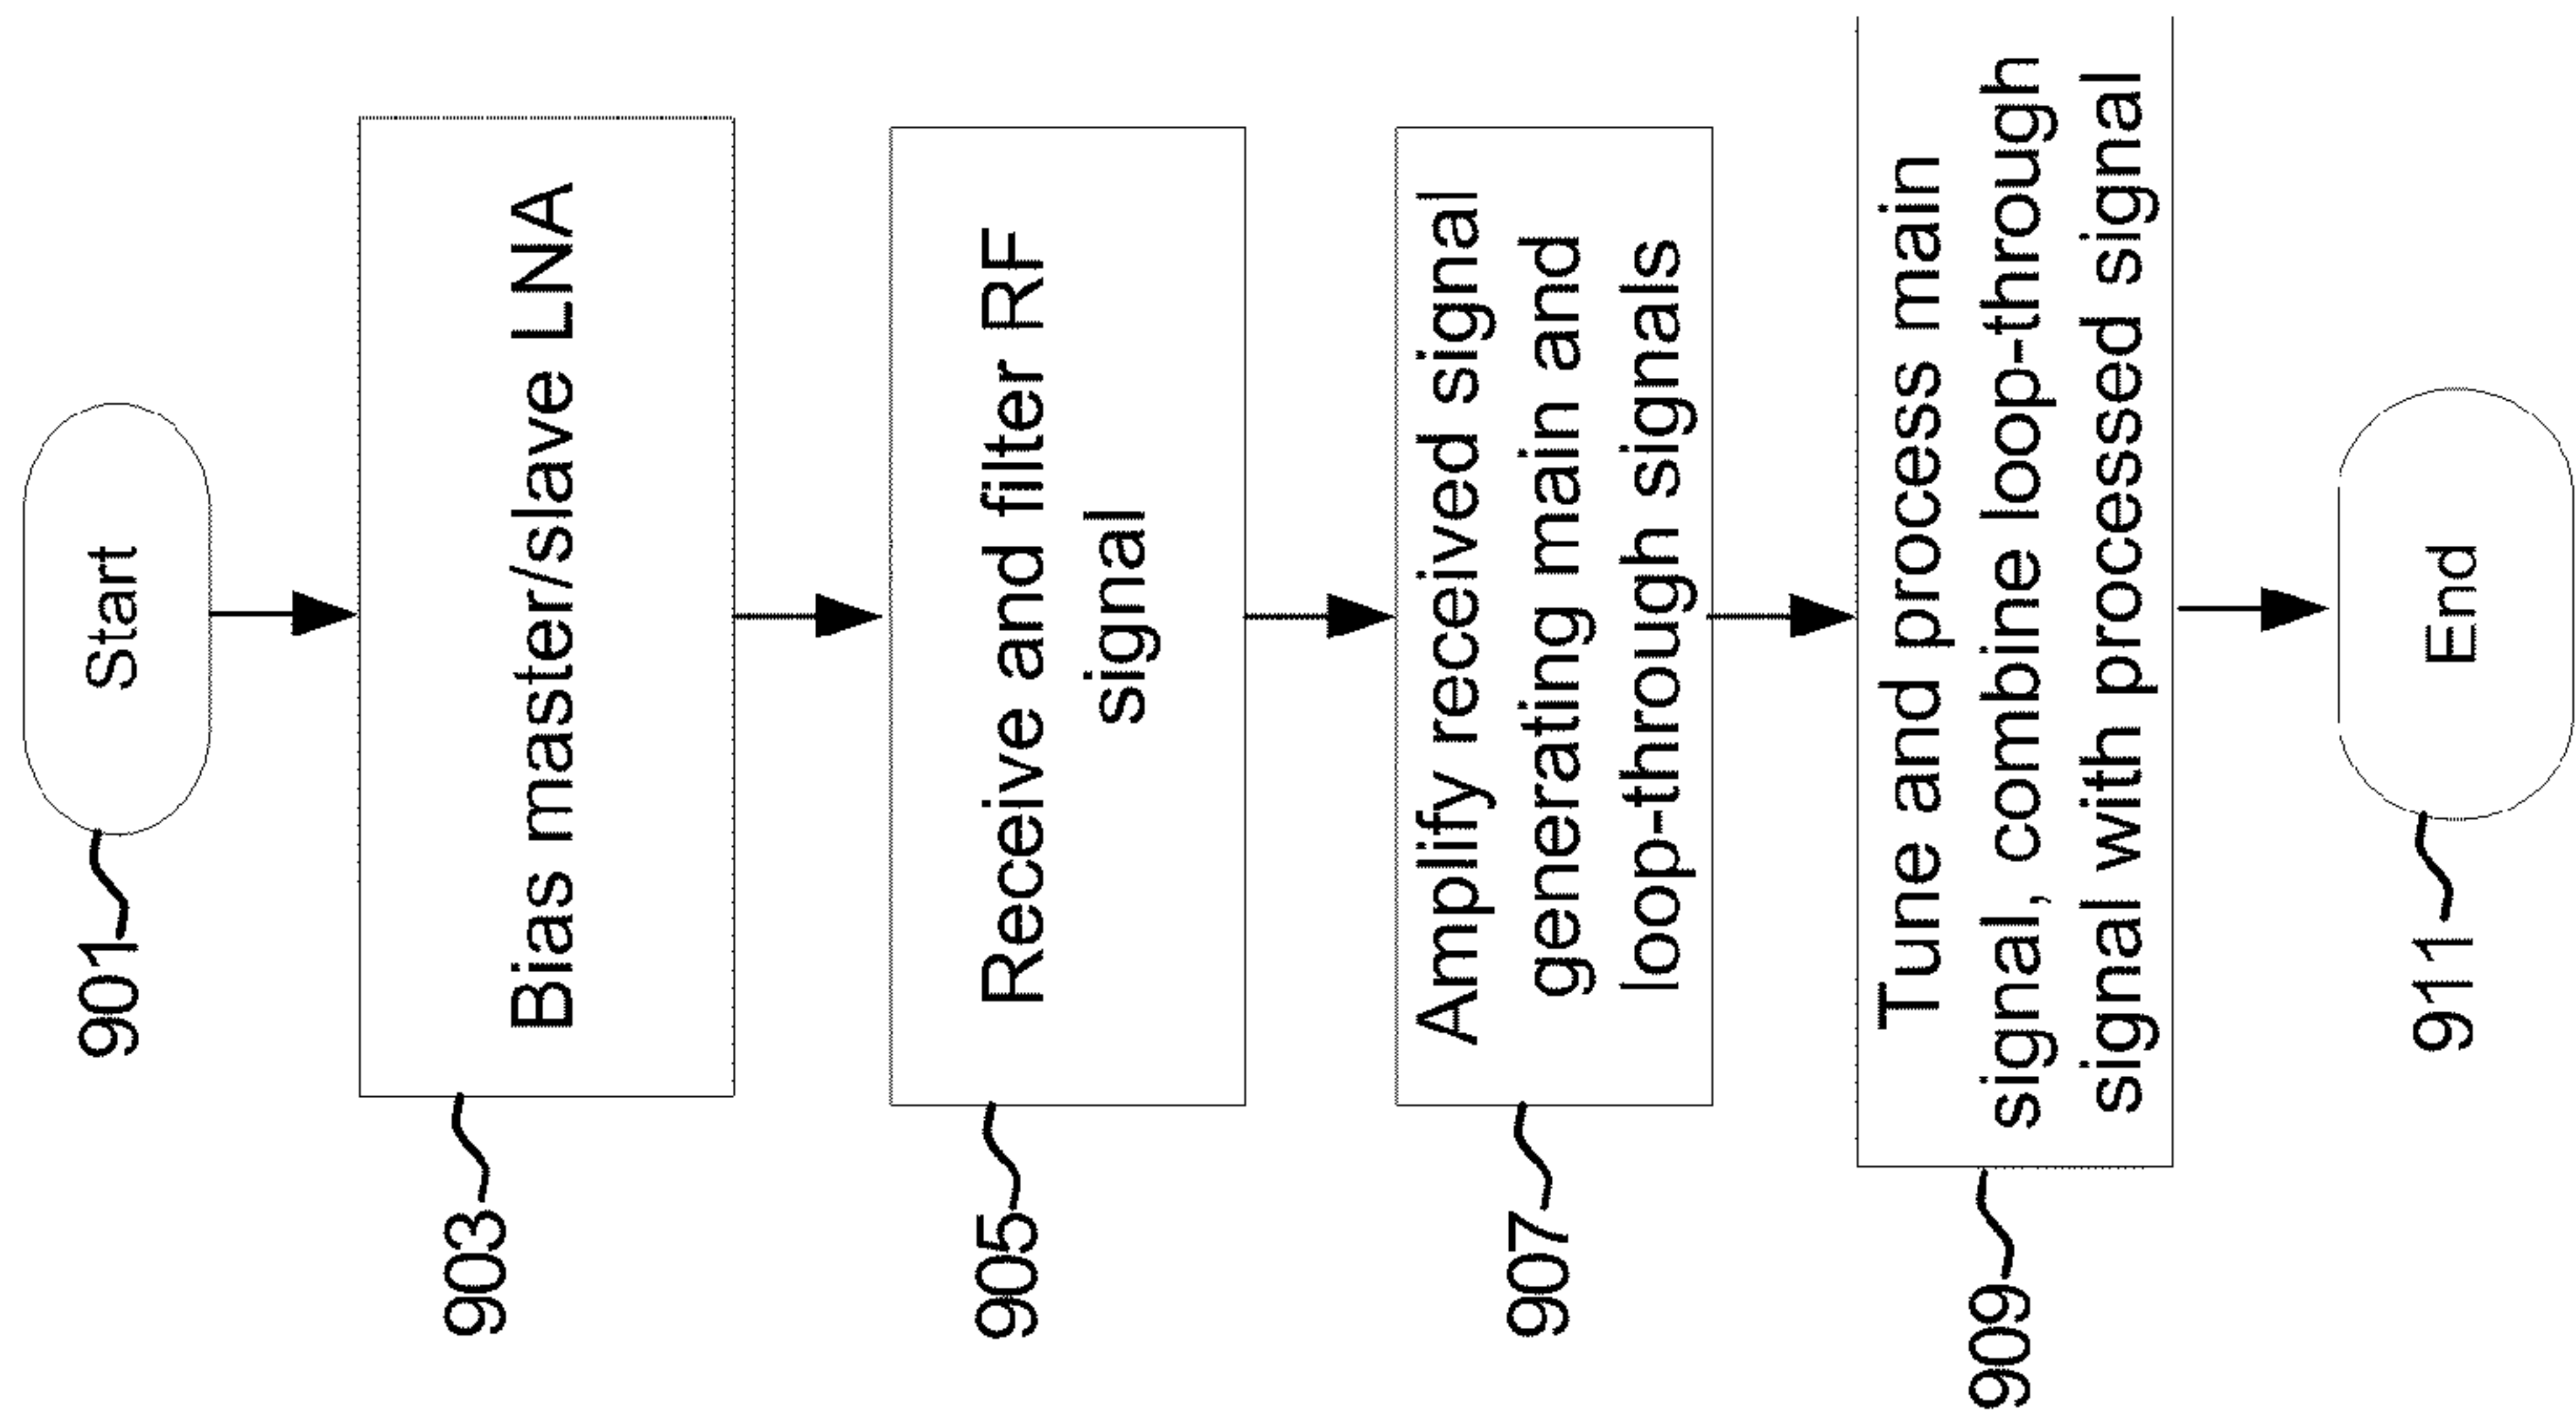 Start
901
Bias master/slave LNA
903
Receive and filter RF
signal
905
Amplify received signal
generating main and
loop-through signals
907
Tune and process main
signal, combine loop-through
signal with processed signal
909
End
911